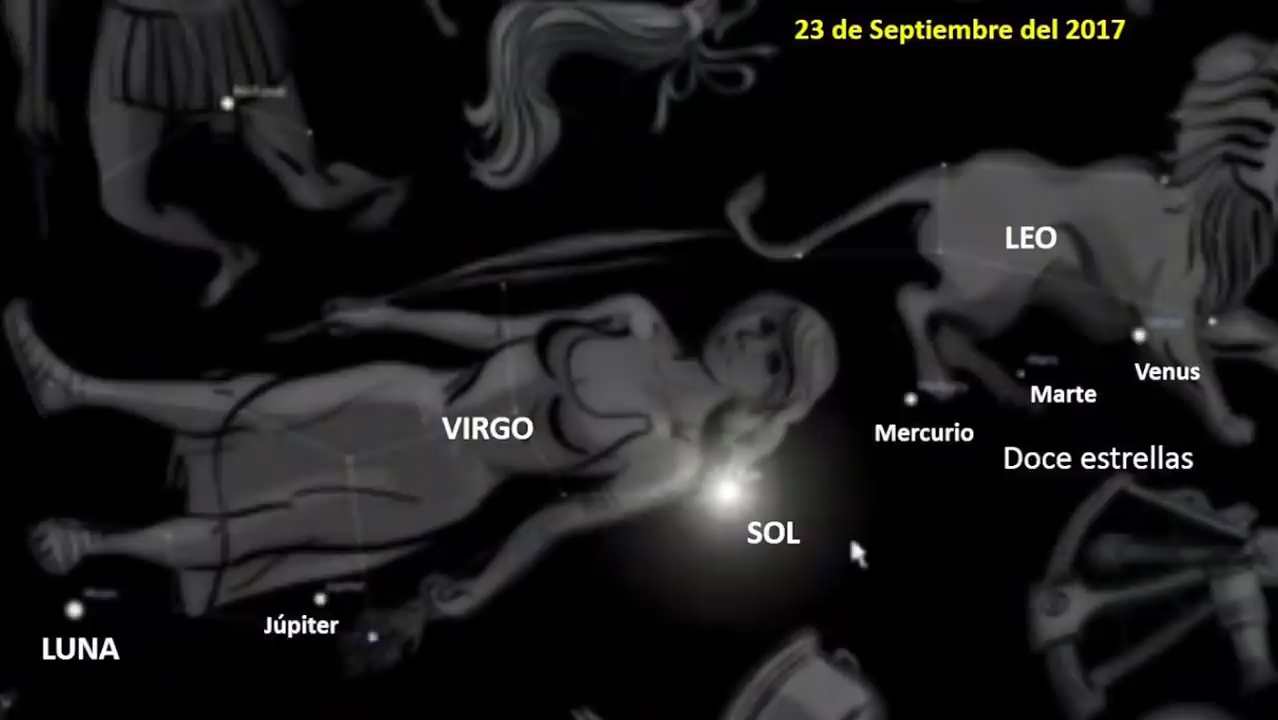 23 de Septiembre del 2017
LEO
Venus
Marte
Mercurio
VIRGO
Doce estrellas
SOL
Júpiter
LUNA